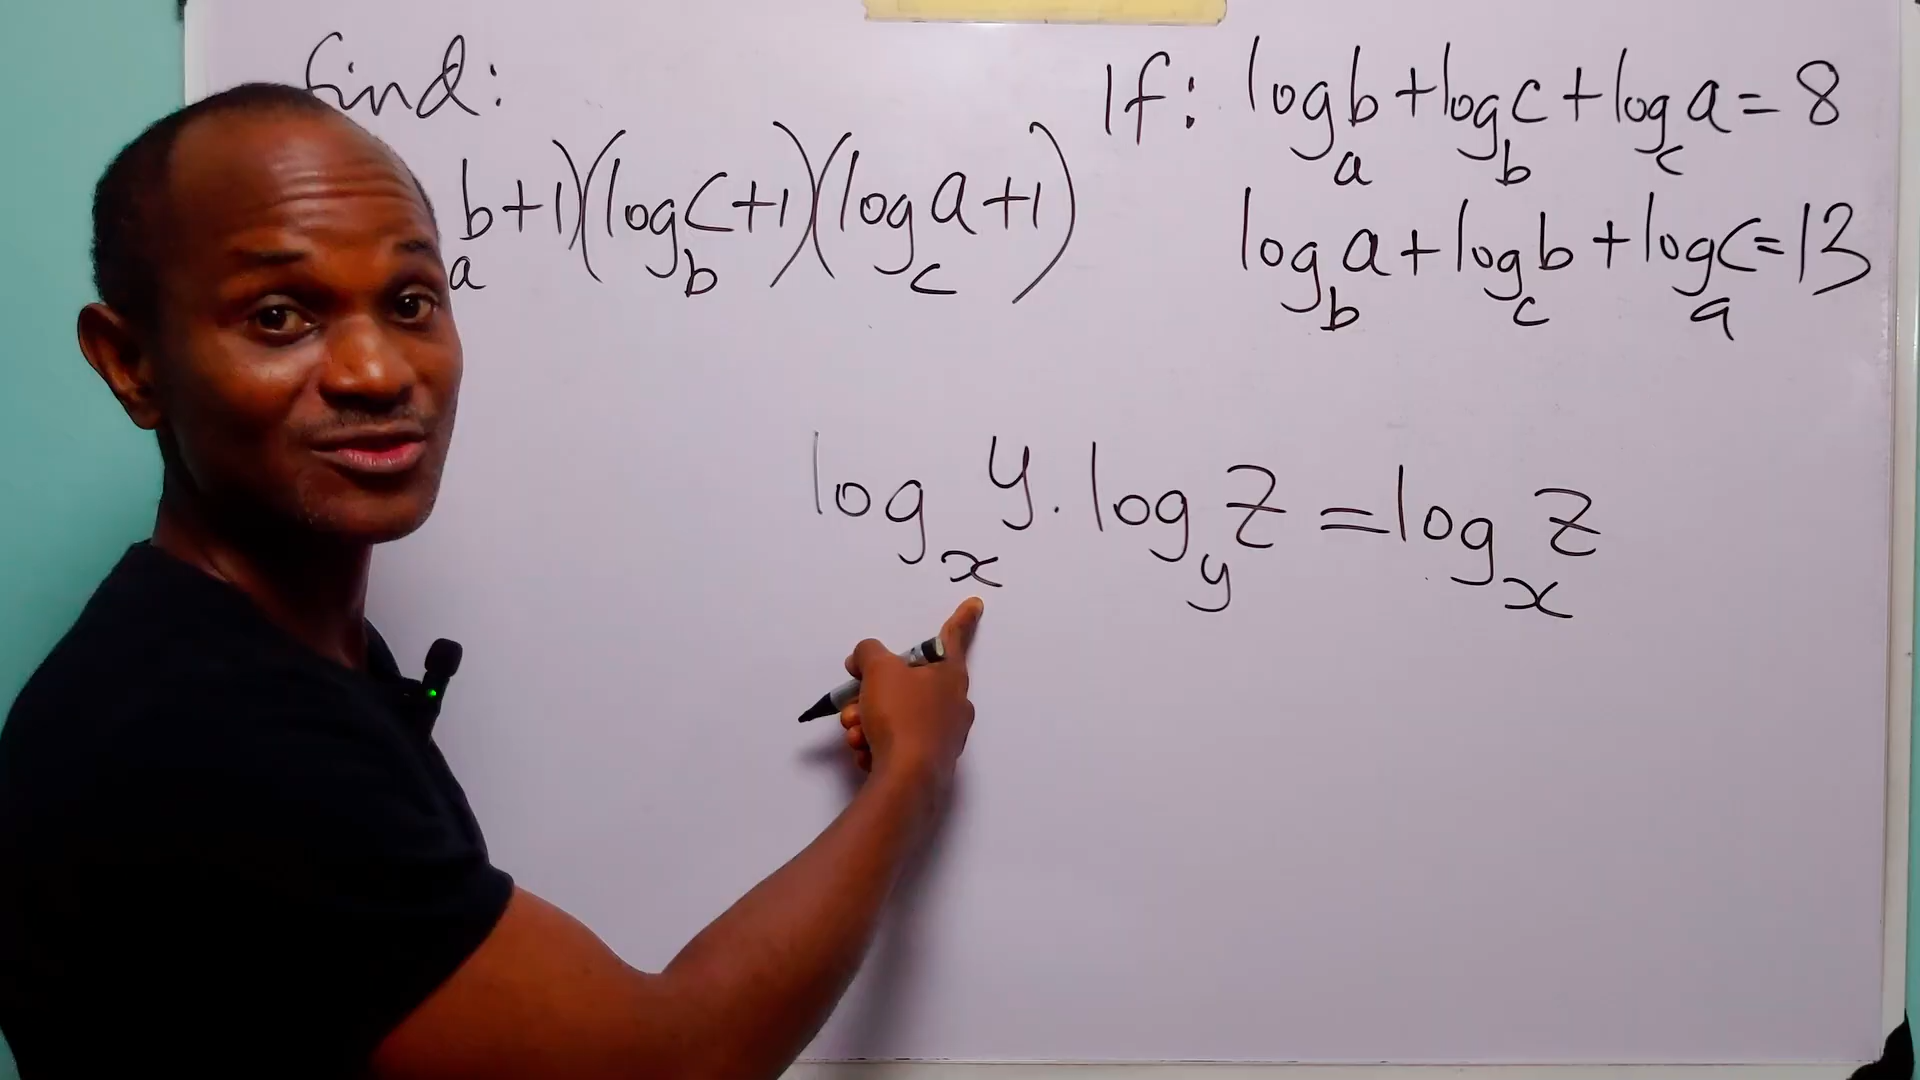 find:
b+1)(log_b c+1)(log_c a+1)
a
If: log_a b + log_b c + log_c a = 8
log_b a + log_c b + log_a c = 13
log_x y . log_y z = log_x z